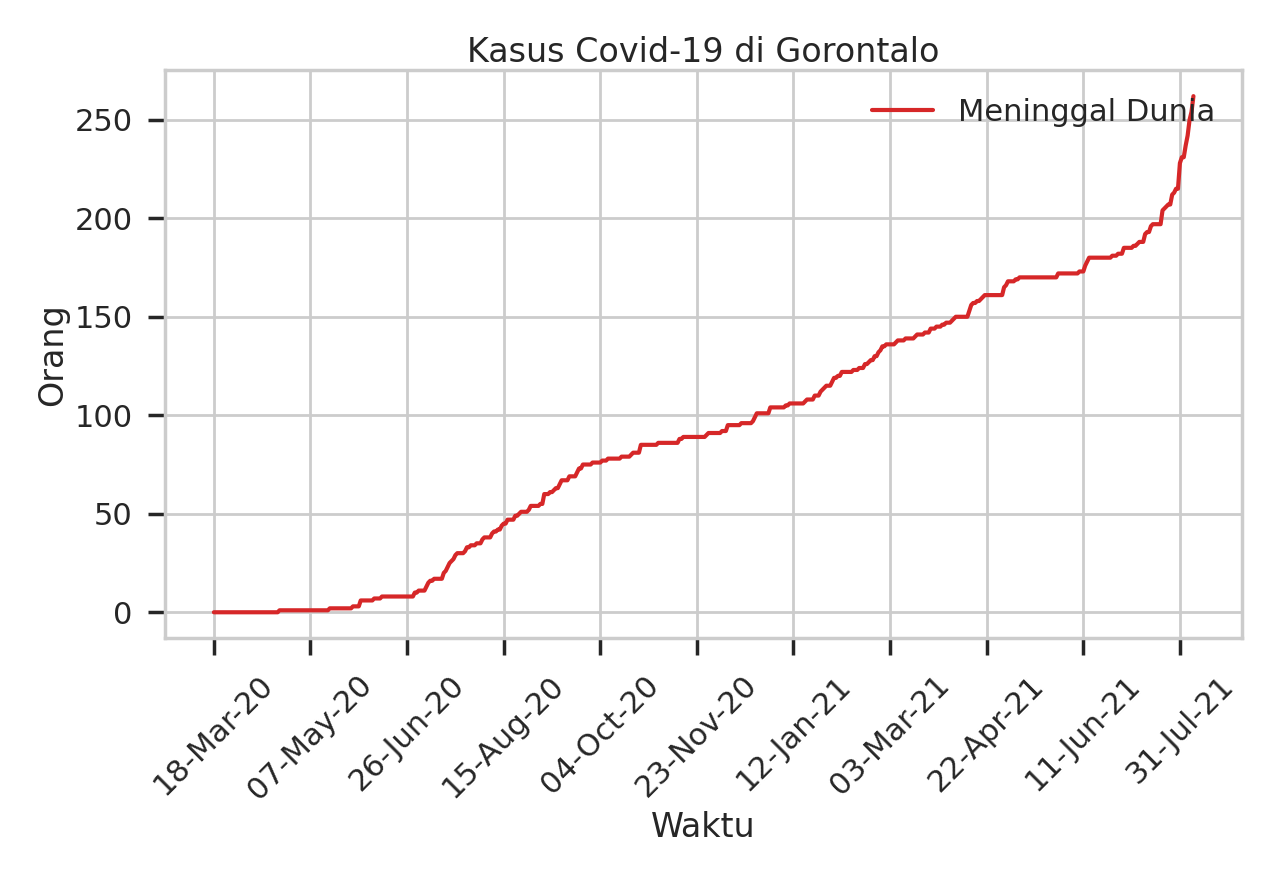 Kasus Covid-19 di Gorontalo
Meninggal Dunia
Orang
250
200
150
100
50
0
18-Mar-20
07-May-20
26-Jun-20
15-Aug-20
04-Oct-20
23-Nov-20
12-Jan-21
03-Mar-21
22-Apr-21
11-Jun-21
31-Jul-21
Waktu